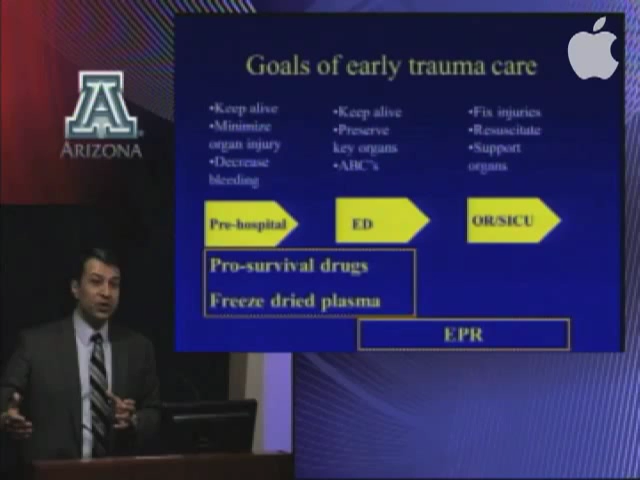 Goals of early trauma care
•Keep alive
•Minimize
organ injury
•Decrease
bleeding
•Keep alive
•Preserve
key organs
•ABC's
•Fix injuries
•Resuscitate
•Support
organs
A
ARIZONA
Pre-hospital
ED
OR/SICU
Pro-survival drugs
Freeze dried plasma
EPR